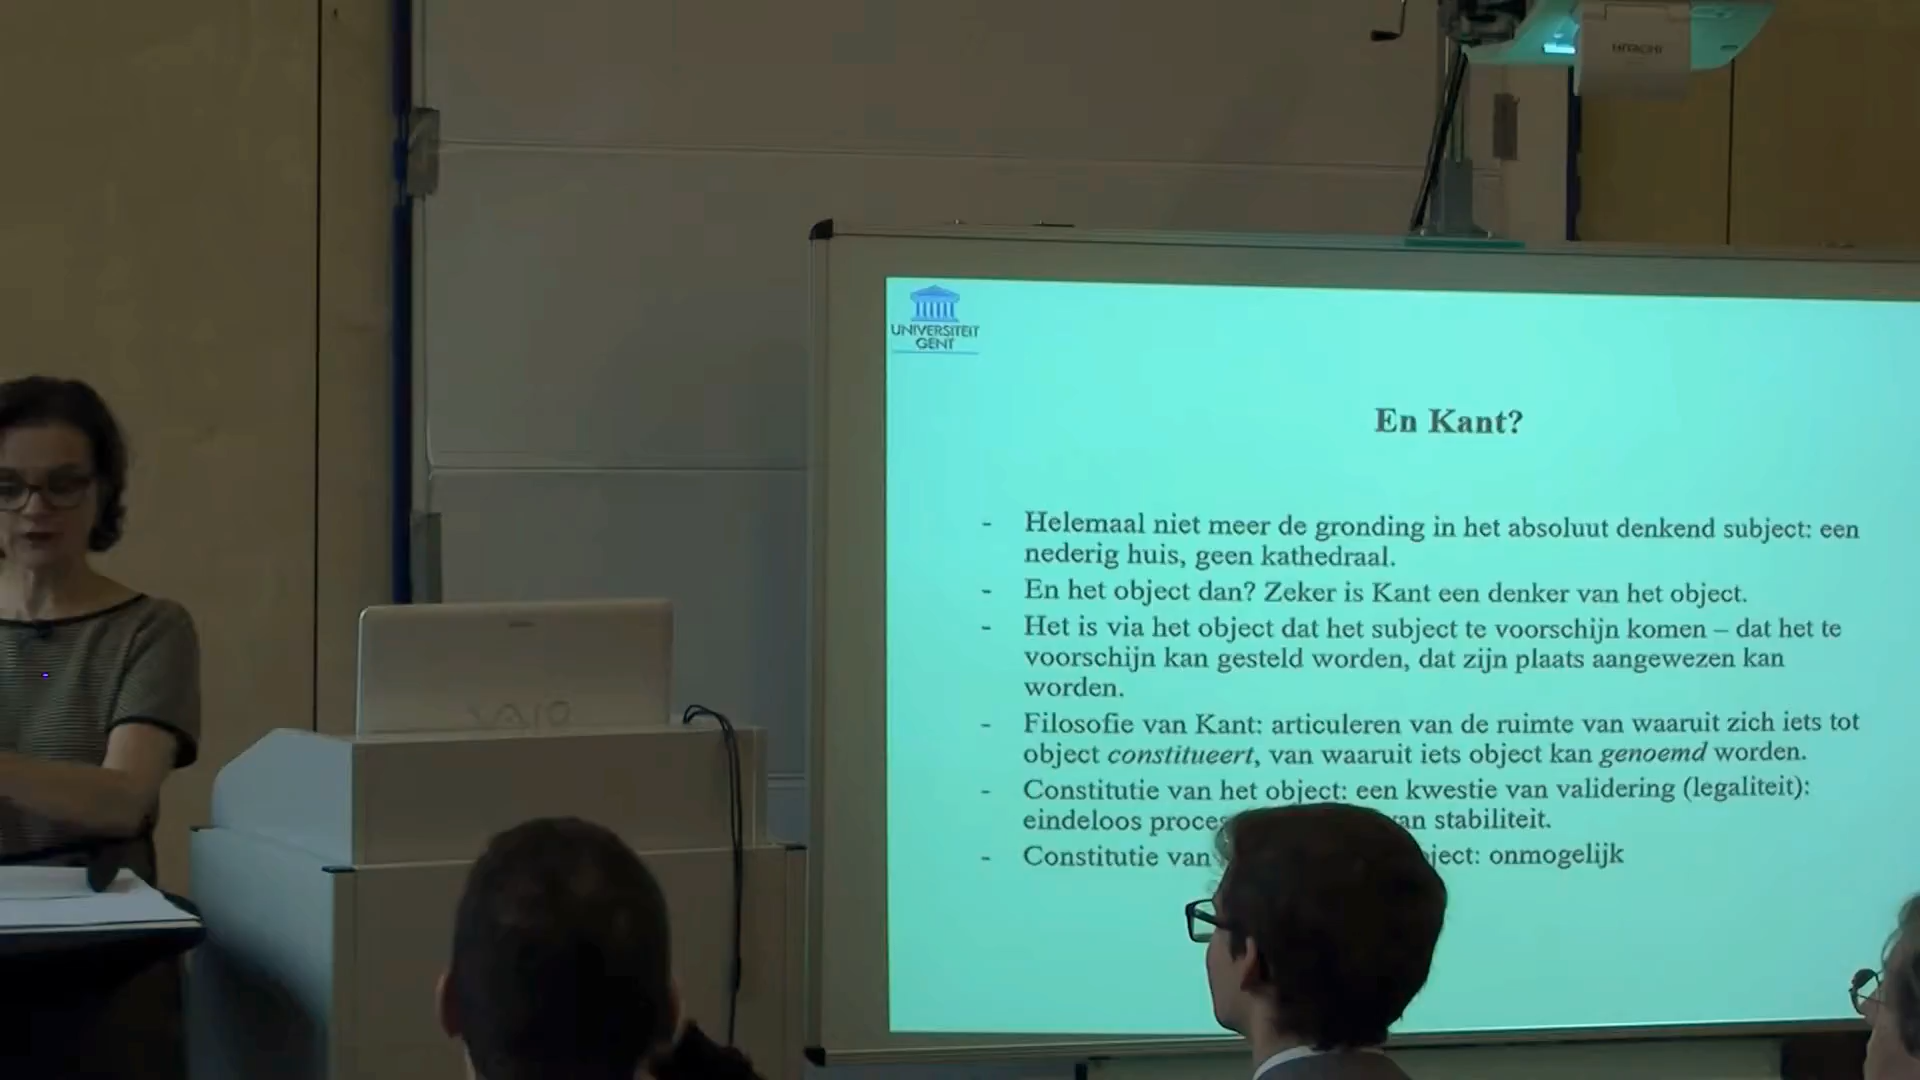 HITACHI
UNIVERSITEIT
GENT
En Kant?
- Helemaal niet meer de gronding in het absoluut denkend subject: een
nederig huis, geen kathedraal.
- En het object dan? Zeker is Kant een denker van het object.
- Het is via het object dat het subject te voorschijn komen – dat het te
voorschijn kan gesteld worden, dat zijn plaats aangewezen kan
worden.
- Filosofie van Kant: articuleren van de ruimte van waaruit zich iets tot
object constitueert, van waaruit iets object kan genoemd worden.
- Constitutie van het object: een kwestie van validering (legaliteit):
eindeloos van stabiliteit.
- Constitutie van onmogelijk
VAIO